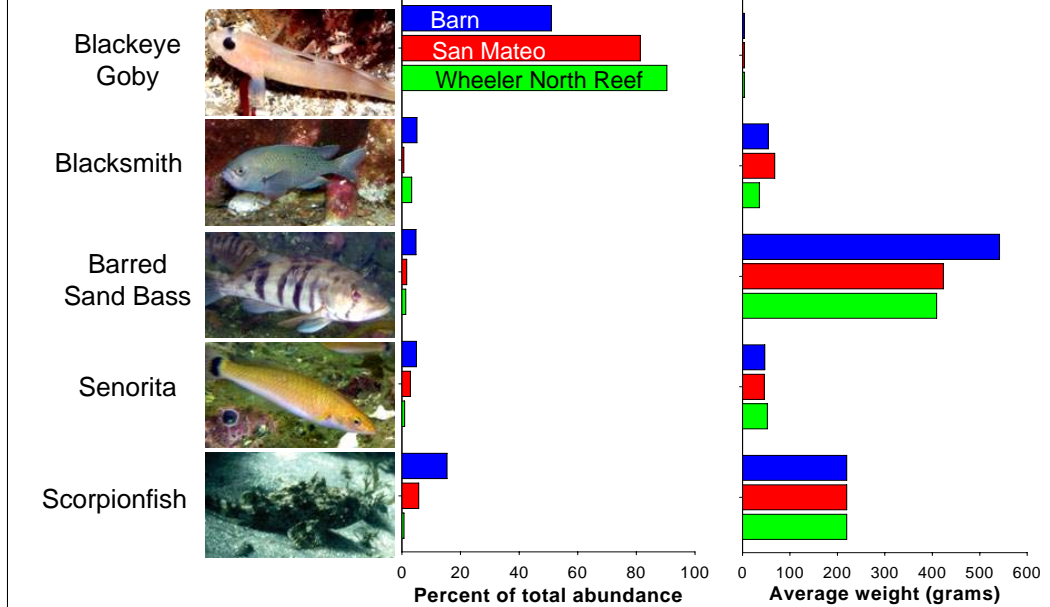 Blackeye
Goby
Barn
San Mateo
Wheeler North Reef
Blacksmith
Barred
Sand Bass
Senorita
Scorpionfish
0 20 40 60 80 100
Percent of total abundance
0 100 200 300 400 500 600
Average weight (grams)